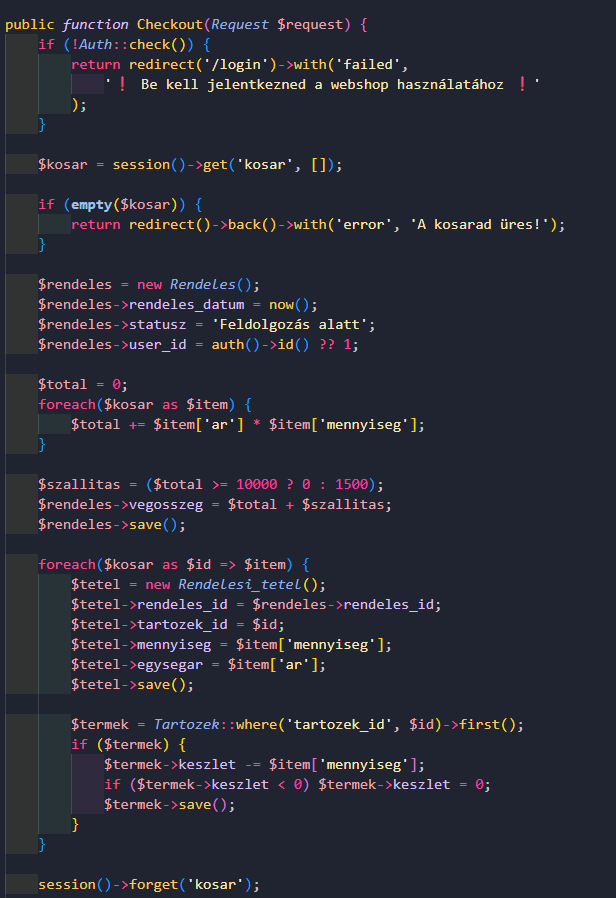 public function Checkout(Request $request) {
    if (!Auth::check()) {
        return redirect('/login')->with('failed',
            '❗ Be kell jelentkezned a webshop használatához ❗'
        );
    }

    $kosar = session()->get('kosar', []);

    if (empty($kosar)) {
        return redirect()->back()->with('error', 'A kosarad üres!');
    }

    $rendeles = new Rendeles();
    $rendeles->rendeles_datum = now();
    $rendeles->statusz = 'Feldolgozás alatt';
    $rendeles->user_id = auth()->id() ?? 1;

    $total = 0;
    foreach($kosar as $item) {
        $total += $item['ar'] * $item['mennyiseg'];
    }

    $szallitas = ($total >= 10000 ? 0 : 1500);
    $rendeles->vegosszeg = $total + $szallitas;
    $rendeles->save();

    foreach($kosar as $id => $item) {
        $tetel = new Rendelesi_tetel();
        $tetel->rendeles_id = $rendeles->rendeles_id;
        $tetel->tartozek_id = $id;
        $tetel->mennyiseg = $item['mennyiseg'];
        $tetel->egysegar = $item['ar'];
        $tetel->save();

        $termek = Tartozek::where('tartozek_id', $id)->first();
        if ($termek) {
            $termek->keszlet -= $item['mennyiseg'];
            if ($termek->keszlet < 0) $termek->keszlet = 0;
            $termek->save();
        }
    }

    session()->forget('kosar');